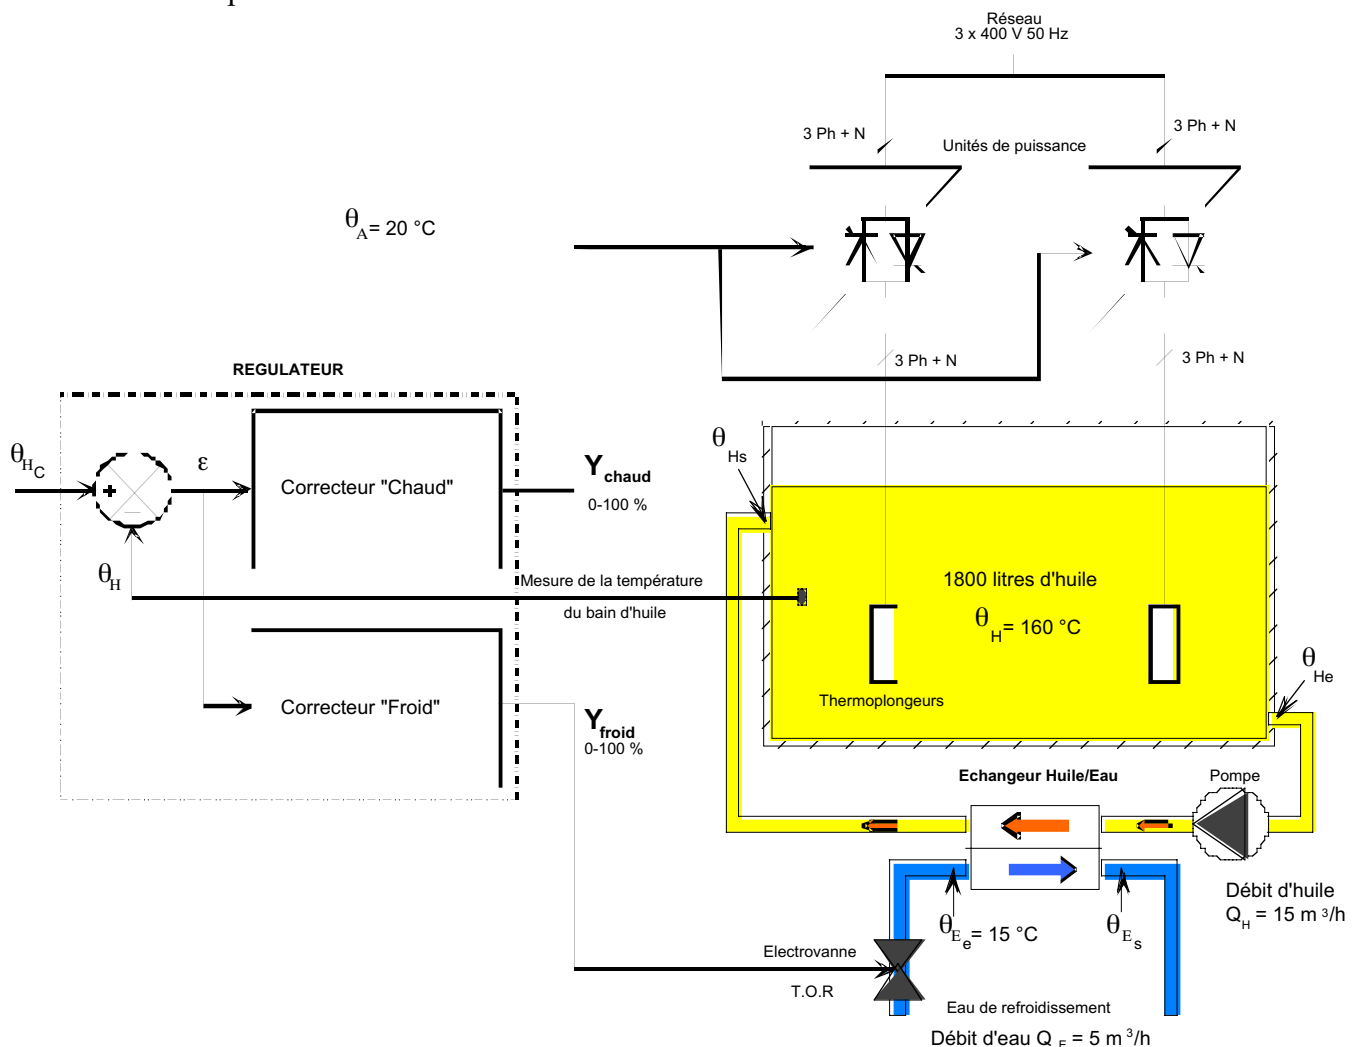 Réseau
3 x 400 V 50 Hz
3 Ph + N
3 Ph + N
Unités de puissance
θA = 20 °C
3 Ph + N
3 Ph + N
REGULATEUR
θHC
+
ε
Correcteur "Chaud"
Ychaud
0-100 %
θHs
–
θH
Mesure de la température
du bain d'huile
1800 litres d'huile
θH = 160 °C
θHe
Correcteur "Froid"
Thermoplongeurs
Yfroid
0-100 %
Echangeur Huile/Eau
Pompe
Débit d'huile
QH = 15 m³/h
θEe = 15 °C
θEs
Electrovanne
T.O.R
Eau de refroidissement
Débit d'eau QE = 5 m³/h